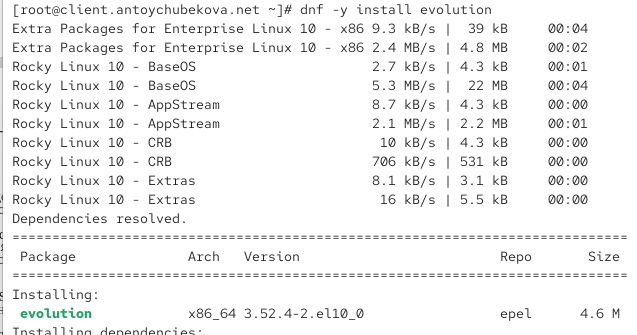 [root@client.antoychubekova.net ~]# dnf -y install evolution
Extra Packages for Enterprise Linux 10 - x86 9.3 kB/s |  39 kB     00:04
Extra Packages for Enterprise Linux 10 - x86 2.4 MB/s | 4.8 MB     00:02
Rocky Linux 10 - BaseOS                      2.7 kB/s | 4.3 kB     00:01
Rocky Linux 10 - BaseOS                      5.3 MB/s |  22 MB     00:04
Rocky Linux 10 - AppStream                   8.7 kB/s | 4.3 kB     00:00
Rocky Linux 10 - AppStream                   2.1 MB/s | 2.2 MB     00:01
Rocky Linux 10 - CRB                          10 kB/s | 4.3 kB     00:00
Rocky Linux 10 - CRB                         706 kB/s | 531 kB     00:00
Rocky Linux 10 - Extras                      8.1 kB/s | 3.1 kB     00:00
Rocky Linux 10 - Extras                       16 kB/s | 5.5 kB     00:00
Dependencies resolved.
================================================================================
 Package              Arch   Version                         Repo       Size
================================================================================
Installing:
 evolution            x86_64 3.52.4-2.el10_0                 epel      4.6 M
Installing dependencies: